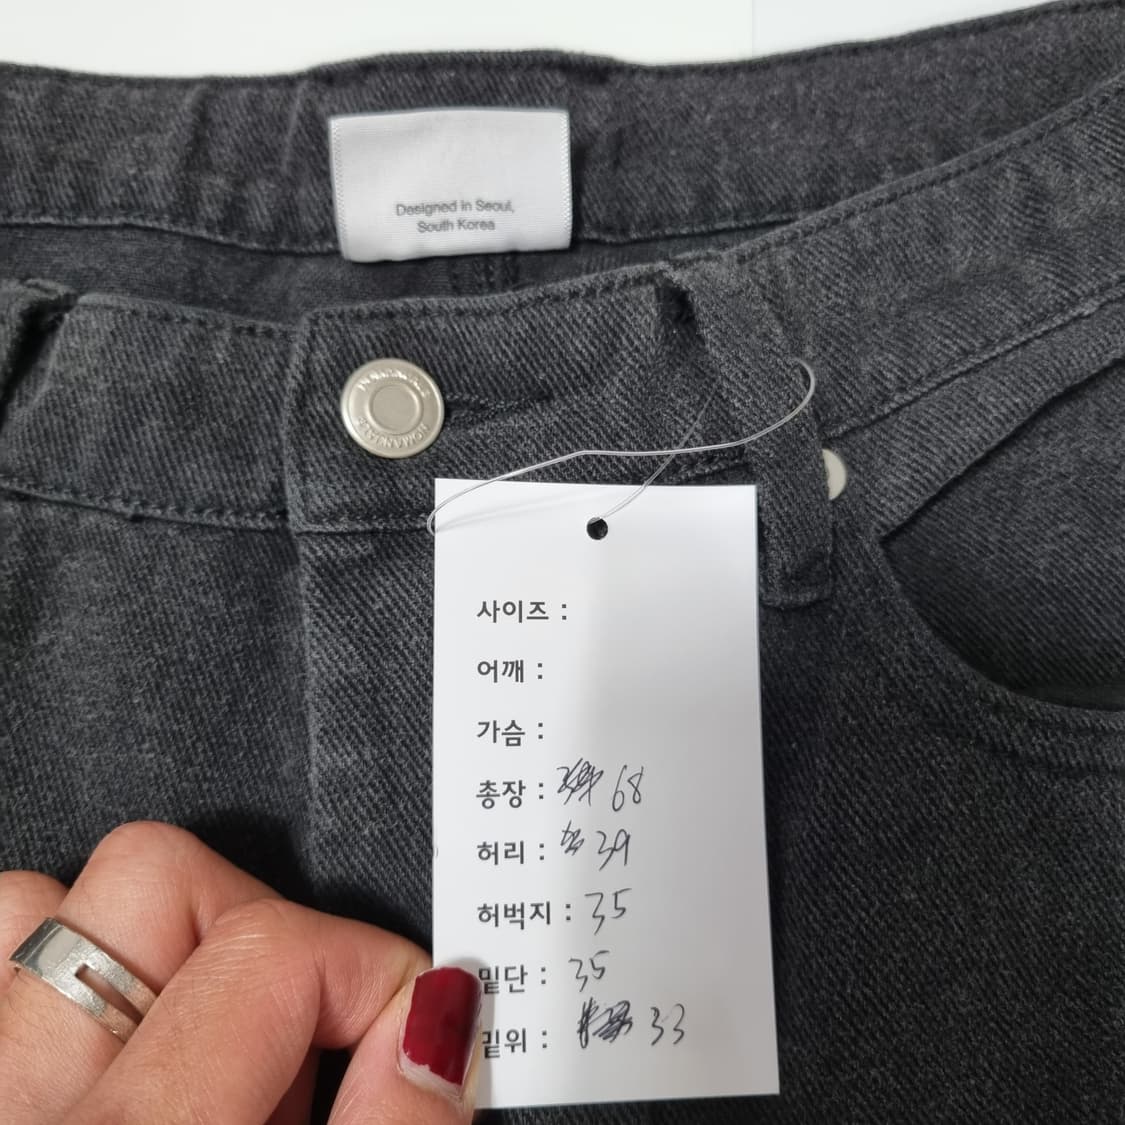 Designed in Seoul,
South Korea
사이즈 :
어깨 :
가슴 :
총장 : 68
허리 : 39
허벅지 : 35
밑단 : 35
밑위 : 33